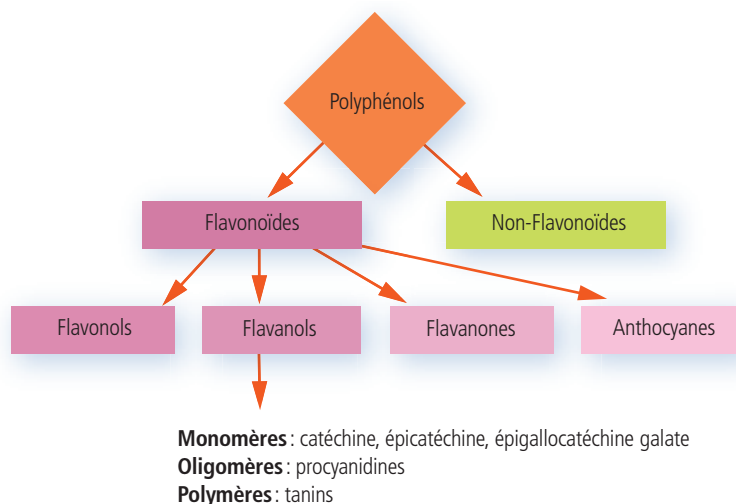 Polyphénols
Flavonoïdes
Non-Flavonoïdes
Flavonols
Flavanols
Flavanones
Anthocyanes
Monomères : catéchine, épicatéchine, épigallocatéchine galate
Oligomères : procyanidines
Polymères : tanins